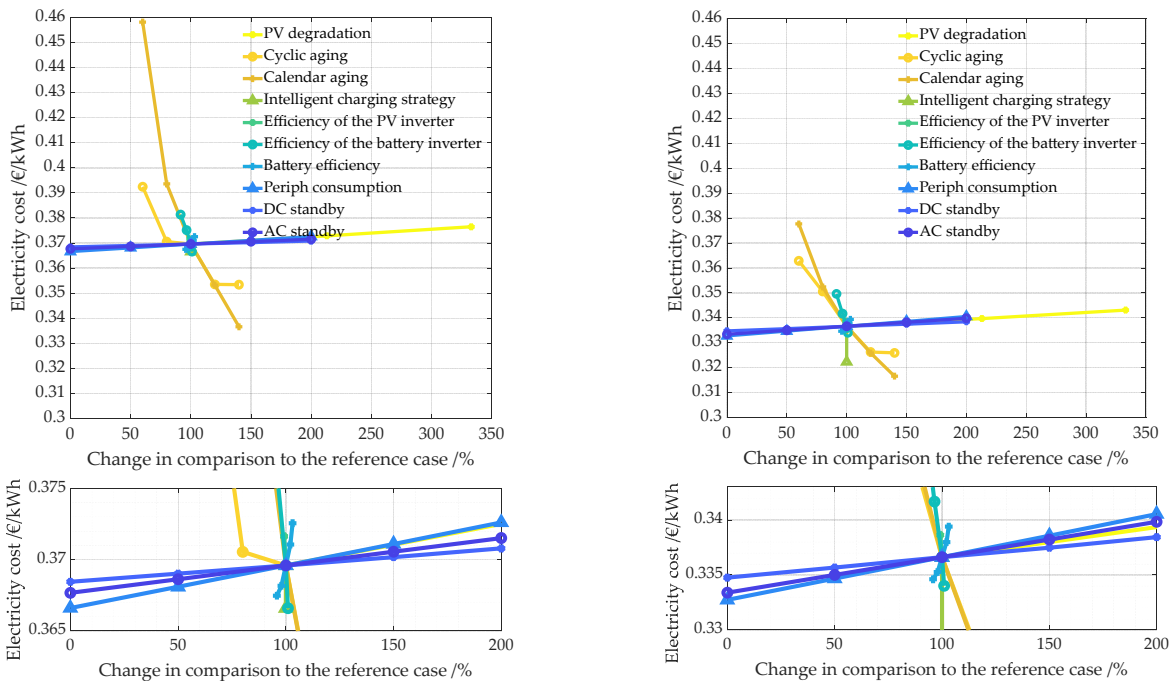 0.46
0.45
0.44
0.43
0.42
0.41
0.4
0.39
0.38
0.37
0.36
0.35
0.34
0.33
0.32
0.31
0.3
Electricity cost /€/kWh
PV degradation
Cyclic aging
Calendar aging
Intelligent charging strategy
Efficiency of the PV inverter
Efficiency of the battery inverter
Battery efficiency
Periph consumption
DC standby
AC standby
0 50 100 150 200 250 300 350
Change in comparison to the reference case /%
0.46
0.45
0.44
0.43
0.42
0.41
0.4
0.39
0.38
0.37
0.36
0.35
0.34
0.33
0.32
0.31
0.3
Electricity cost /€/kWh
PV degradation
Cyclic aging
Calendar aging
Intelligent charging strategy
Efficiency of the PV inverter
Efficiency of the battery inverter
Battery efficiency
Periph consumption
DC standby
AC standby
0 50 100 150 200 250 300 350
Change in comparison to the reference case /%
0.375
0.37
0.365
Electricity cost /€/kWh
0 50 100 150 200
Change in comparison to the reference case /%
0.34
0.335
0.33
Electricity cost /€/kWh
0 50 100 150 200
Change in comparison to the reference case /%